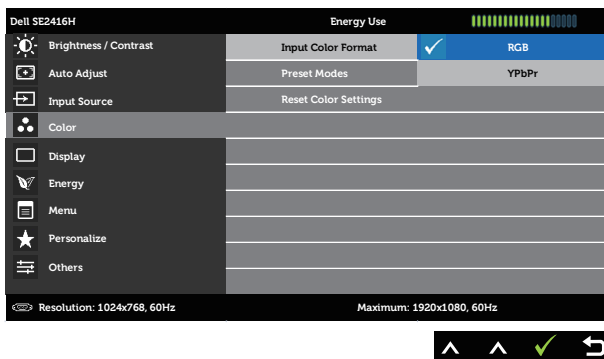 Dell SE2416H Energy Use
Brightness / Contrast Input Color Format RGB
Auto Adjust Preset Modes YPbPr
Input Source Reset Color Settings
Color
Display
Energy
Menu
Personalize
Others
Resolution: 1024x768, 60Hz Maximum: 1920x1080, 60Hz